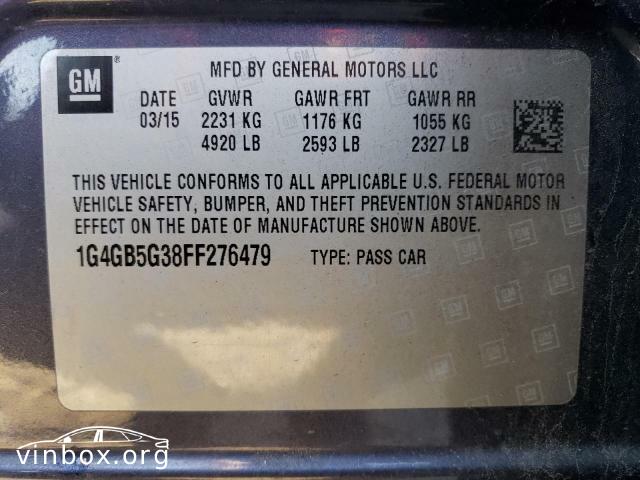 GM
MFD BY GENERAL MOTORS LLC
DATE GVWR GAWR FRT GAWR RR
03/15 2231 KG 1176 KG 1055 KG
4920 LB 2593 LB 2327 LB
THIS VEHICLE CONFORMS TO ALL APPLICABLE U.S. FEDERAL MOTOR
VEHICLE SAFETY, BUMPER, AND THEFT PREVENTION STANDARDS IN
EFFECT ON THE DATE OF MANUFACTURE SHOWN ABOVE.
1G4GB5G38FF276479 TYPE: PASS CAR
vinbox.org